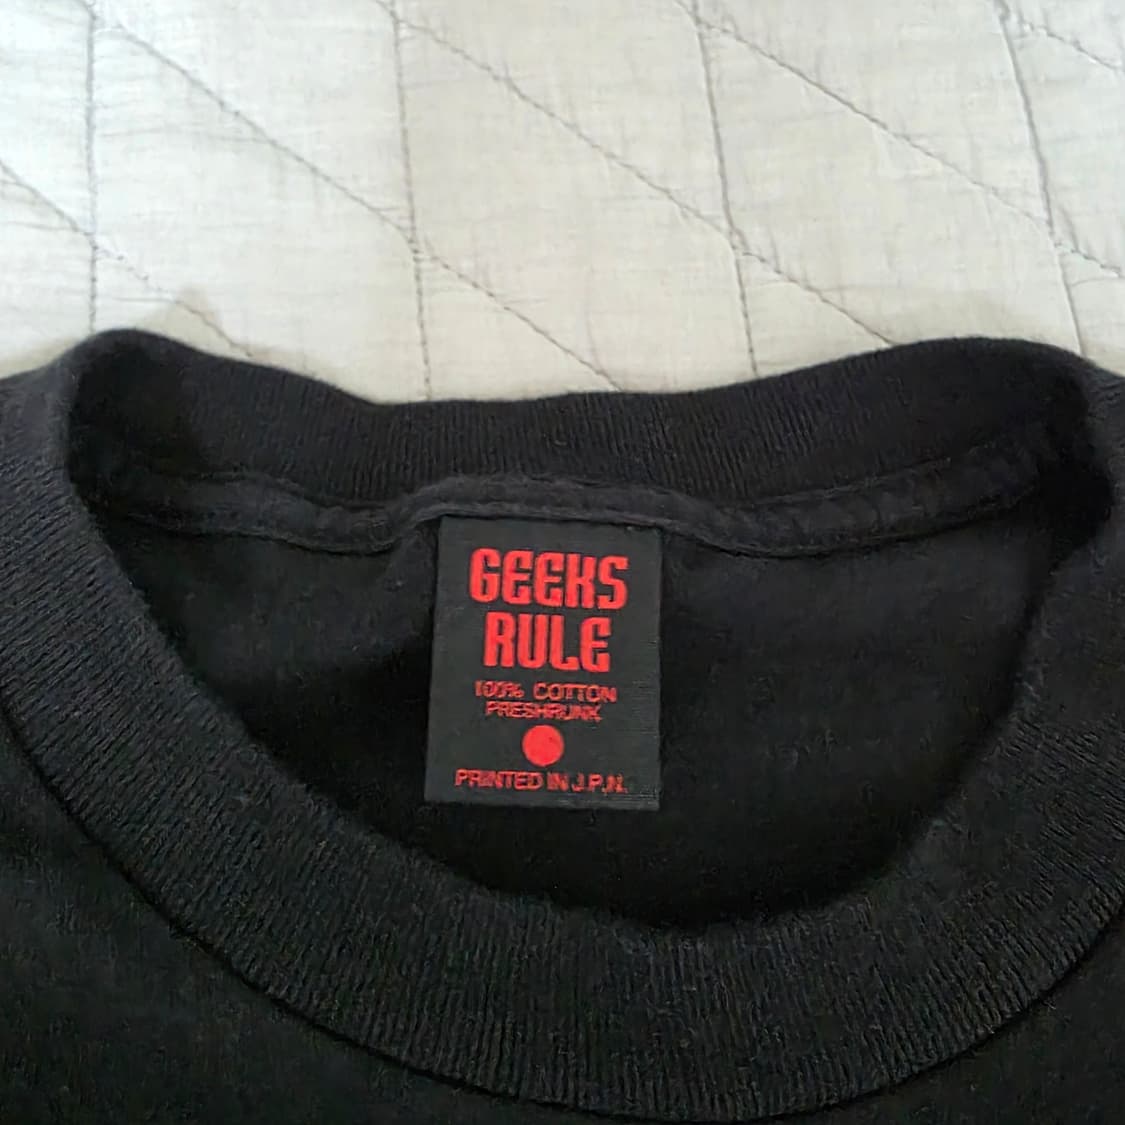 GEEKS
RULE
100% COTTON
PRESHRUNK
PRINTED IN J.P.N.